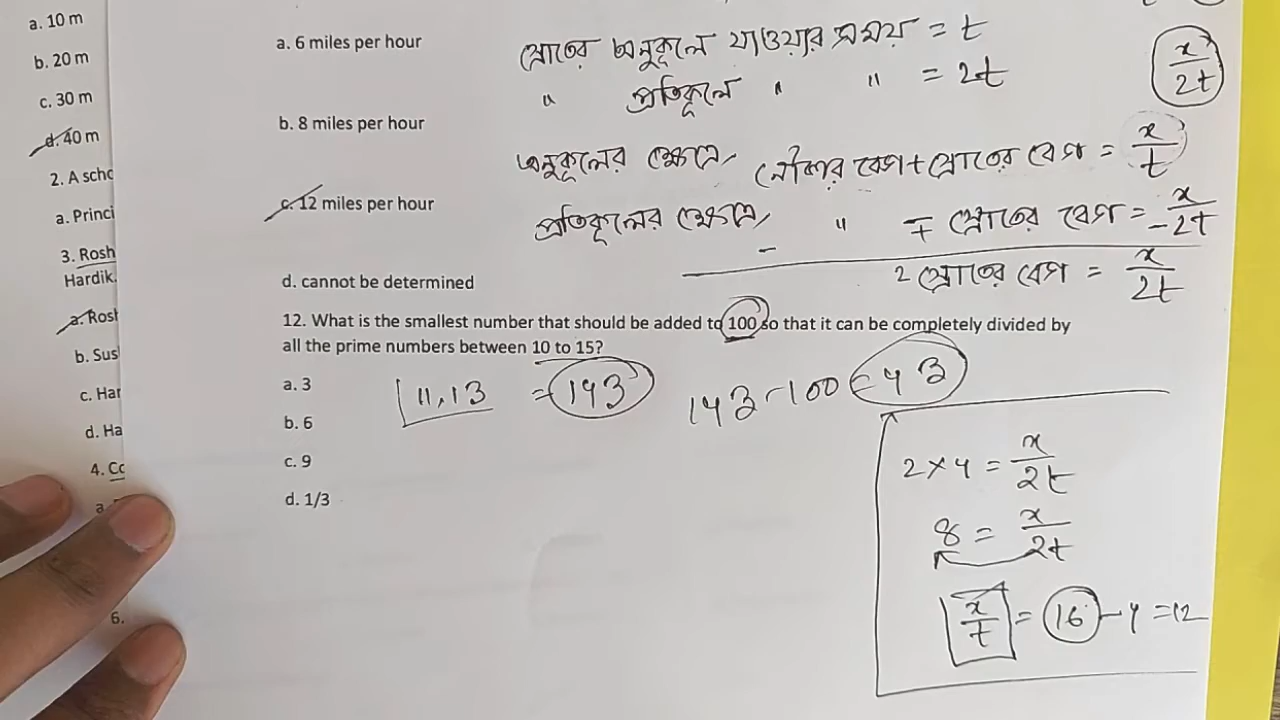 a. 10 m
b. 20 m
c. 30 m
d. 40 m
2. A scho
a. Princi
3. Rosh
Hardik.
a. Rosh
b. Sus
c. Har
d. Ha
4. Co
a.
6.
a. 6 miles per hour
b. 8 miles per hour
c. 12 miles per hour
d. cannot be determined
স্রোতের অনুকূলে যাওয়ার সময় = t
" প্রতিকূলে " " = 2t
x/2t
অনুকূলের ক্ষেত্রে, নৌকার বেগ + স্রোতের বেগ = x/t
প্রতিকূলের ক্ষেত্রে, " ∓ স্রোতের বেগ = - x/2t
2 স্রোতের বেগ = x/2t
12. What is the smallest number that should be added to 100 so that it can be completely divided by
all the prime numbers between 10 to 15?
a. 3
b. 6
c. 9
d. 1/3
11, 13 = 143
143 - 100 = 43
2 × 4 = x/2t
8 = x/2t
x/t = 16 - 4 = 12